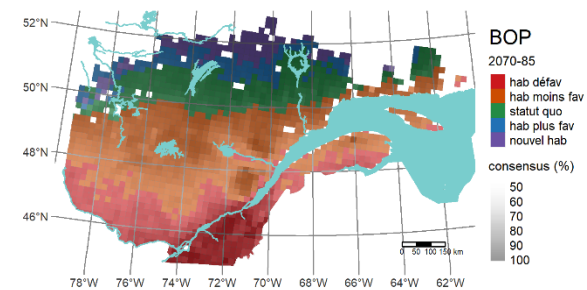 52°N
50°N
48°N
46°N
78°W 76°W 74°W 72°W 70°W 68°W 66°W 64°W 62°W
0 50 100 150 km
BOP
2070-85
hab défav
hab moins fav
statut quo
hab plus fav
nouvel hab
consensus (%)
50
60
70
80
90
100